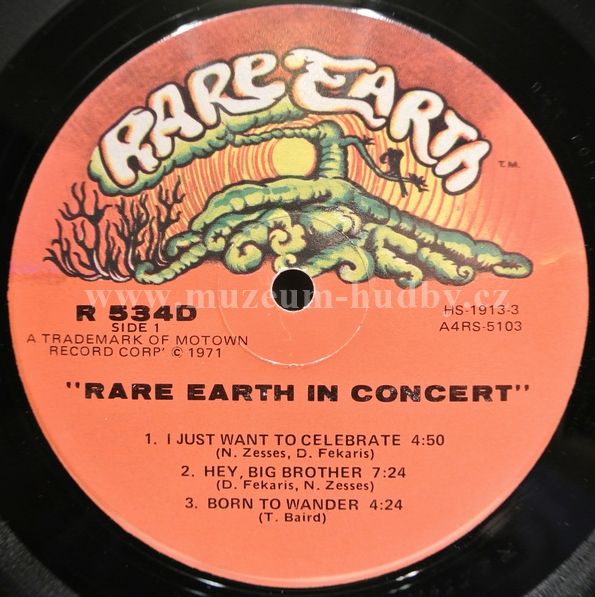 RARE EARTH
T.M.
R 534D
SIDE 1
A TRADEMARK OF MOTOWN
RECORD CORP' © 1971
HS-1913-3
A4RS-5103
www.muzeum-hudby.cz
"RARE EARTH IN CONCERT"
1. I JUST WANT TO CELEBRATE 4:50
(N. Zesses, D. Fekaris)
2. HEY, BIG BROTHER 7:24
(D. Fekaris, N. Zesses)
3. BORN TO WANDER 4:24
(T. Baird)